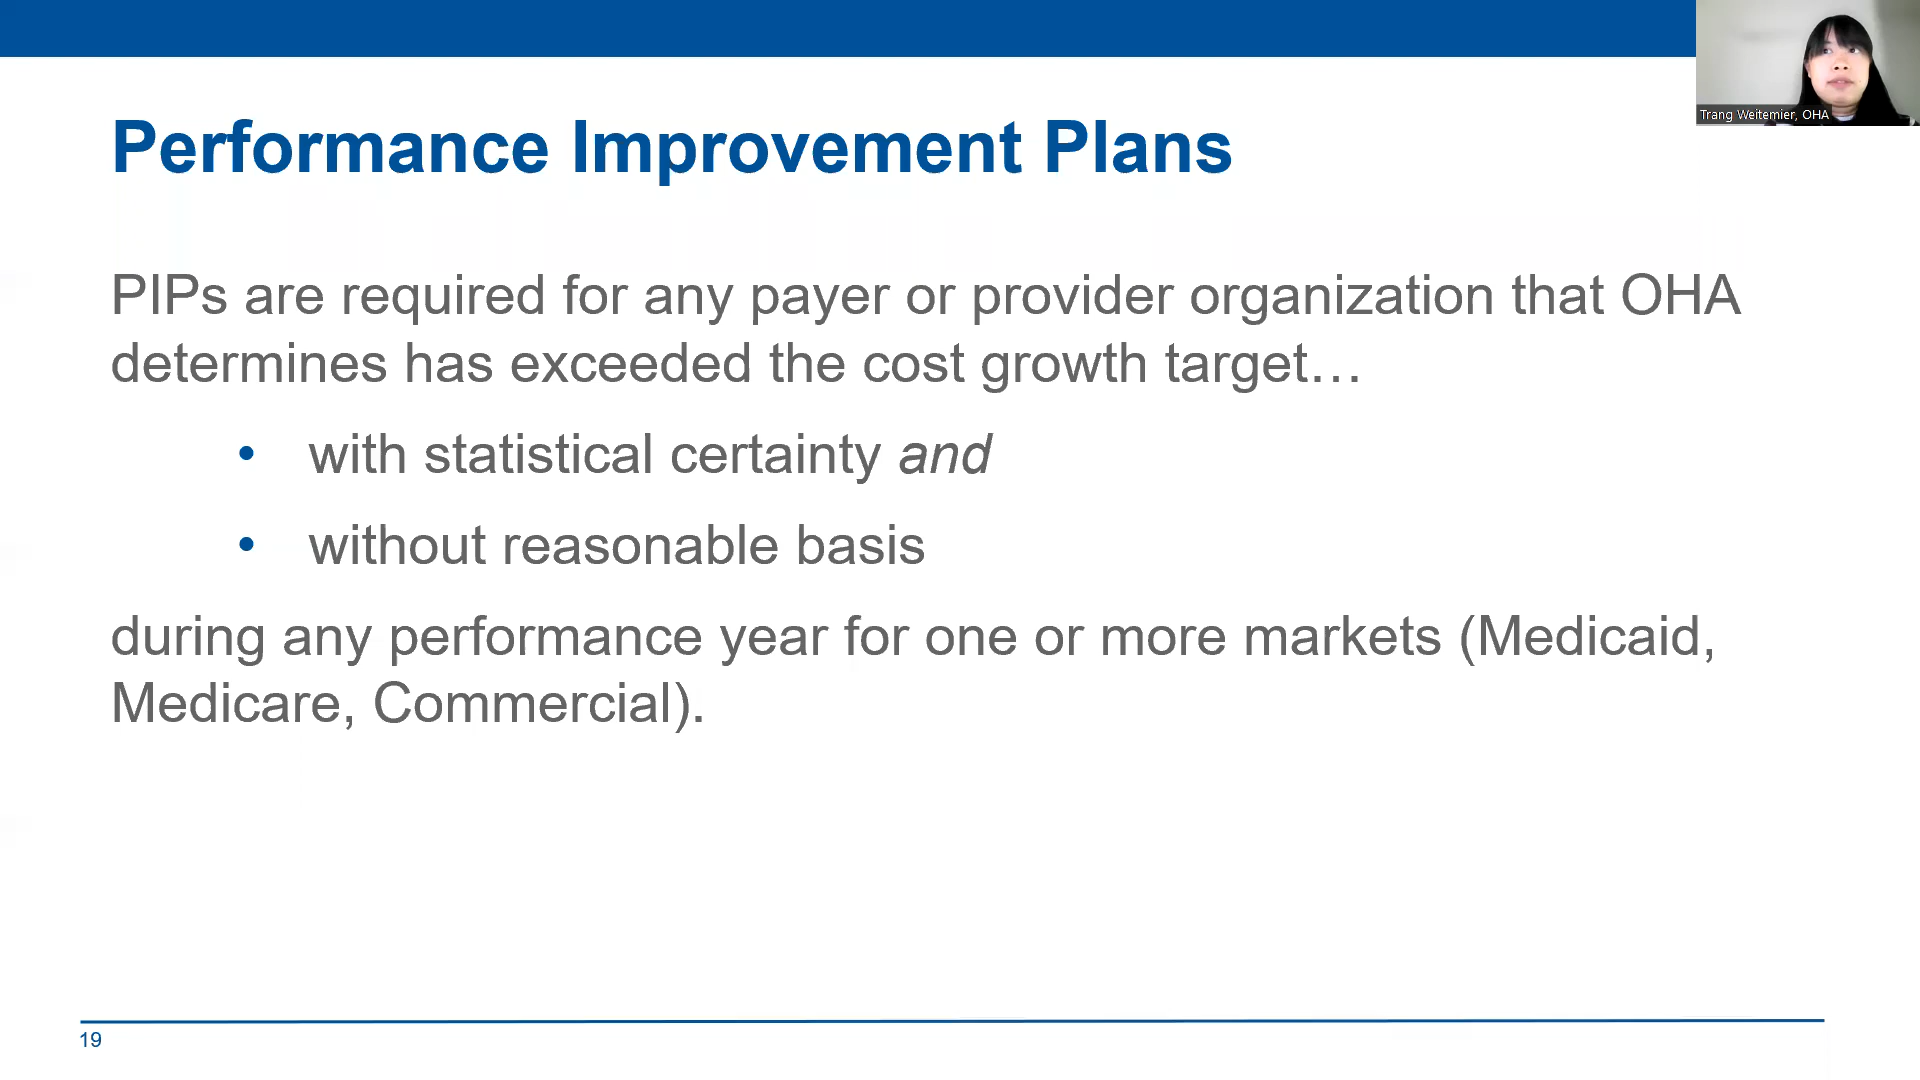 Trang Weitemier, OHA
Performance Improvement Plans
PIPs are required for any payer or provider organization that OHA
determines has exceeded the cost growth target…
• with statistical certainty and
• without reasonable basis
during any performance year for one or more markets (Medicaid,
Medicare, Commercial).
19